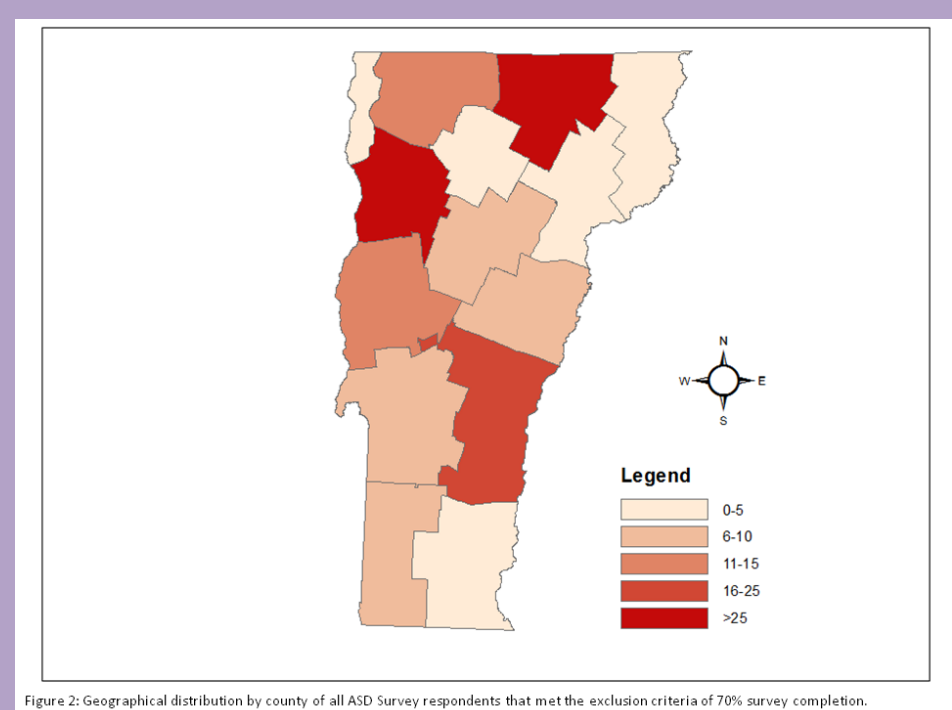 N
W E
S
Legend
0-5
6-10
11-15
16-25
>25
Figure 2: Geographical distribution by county of all ASD Survey respondents that met the exclusion criteria of 70% survey completion.